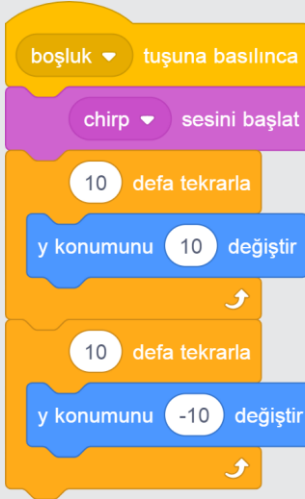 boşluk tuşuna basılınca
chirp sesini başlat
10 defa tekrarla
y konumunu 10 değiştir
10 defa tekrarla
y konumunu -10 değiştir